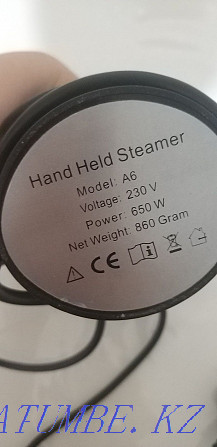 Hand Held Steamer
Model: A6
Voltage: 230 V
Power: 650 W
Net Weight: 860 Gram
CE
ATUMBE. KZ